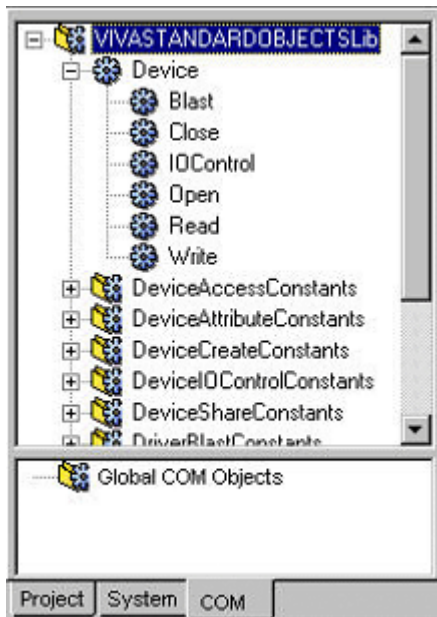 VIVASTANDARDOBJECTSLib
Device
Blast
Close
IOControl
Open
Read
Write
DeviceAccessConstants
DeviceAttributeConstants
DeviceCreateConstants
DeviceIOControlConstants
DeviceShareConstants
DriverBlastConstants
Global COM Objects
Project System COM